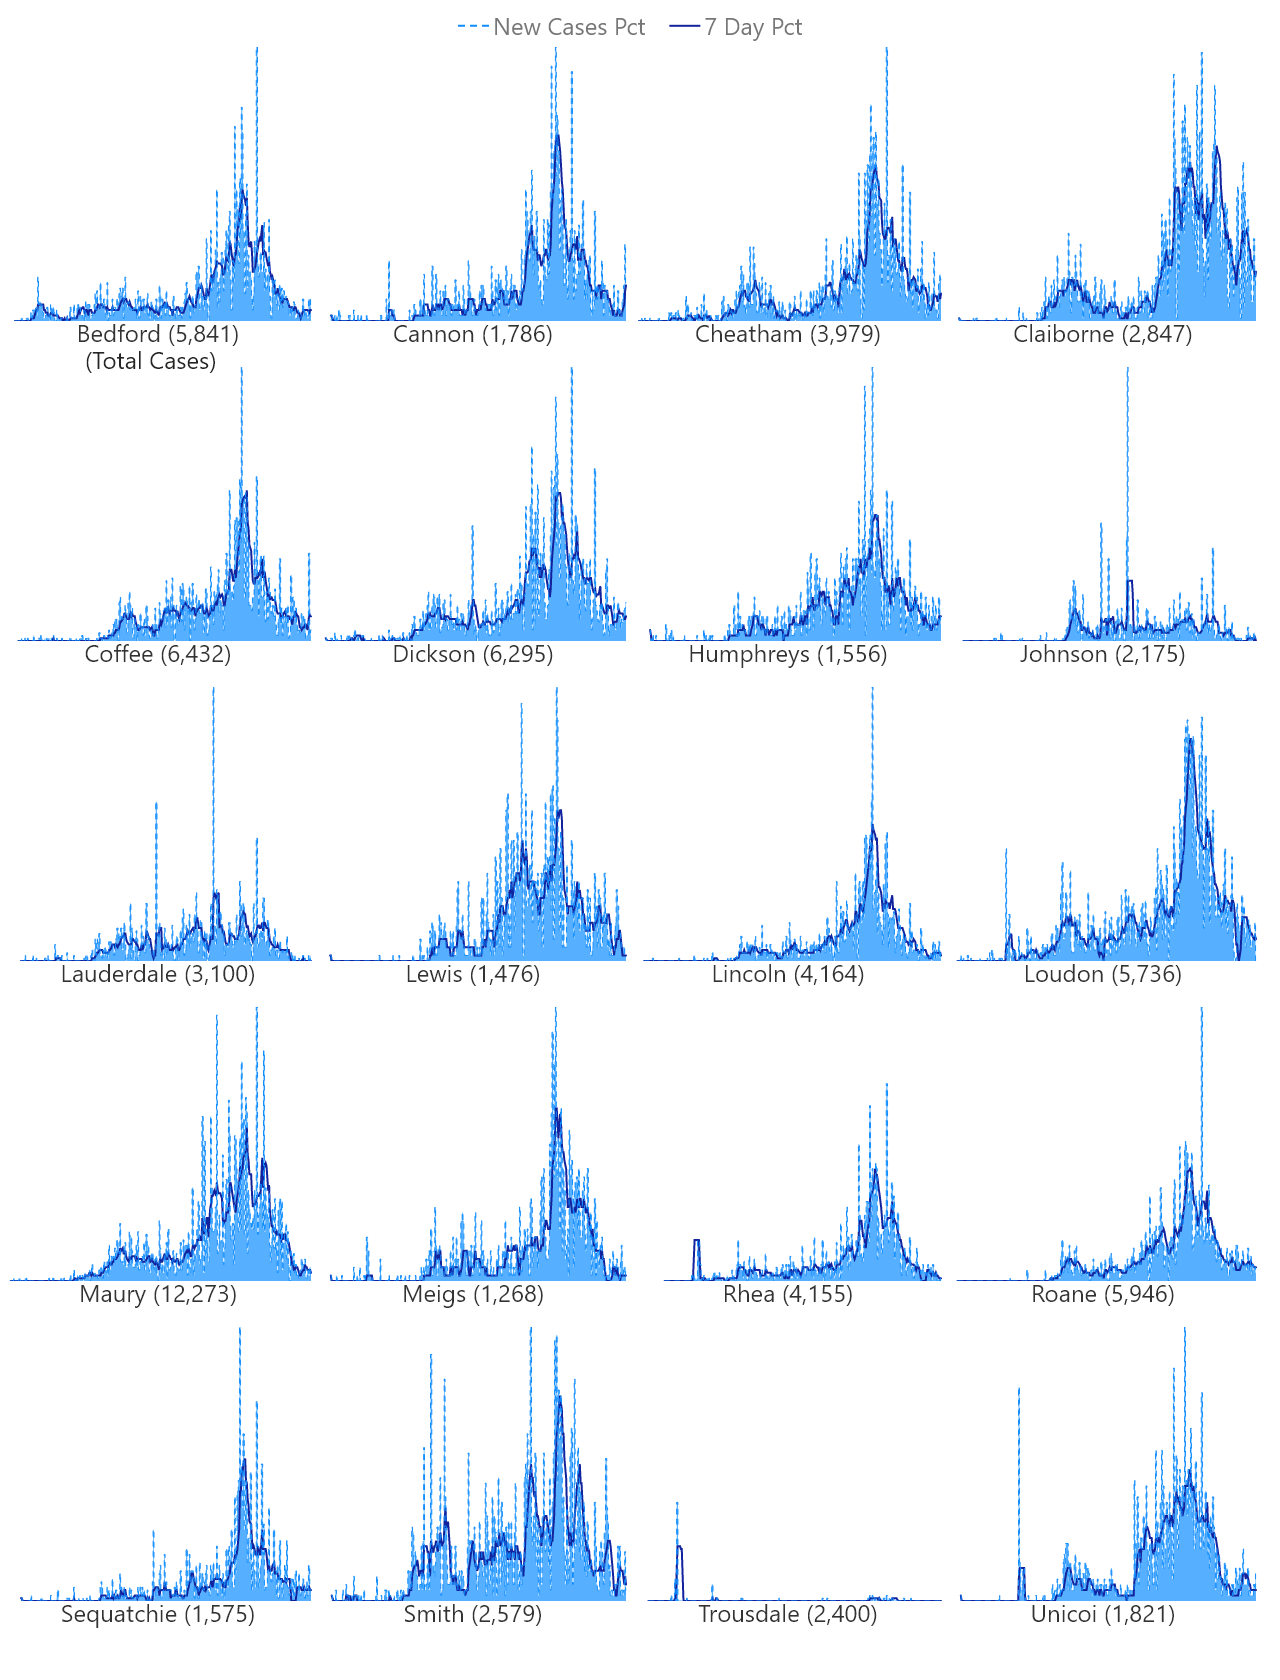 New Cases Pct 7 Day Pct
Bedford (5,841) Cannon (1,786) Cheatham (3,979) Claiborne (2,847)
(Total Cases)
Coffee (6,432) Dickson (6,295) Humphreys (1,556) Johnson (2,175)
Lauderdale (3,100) Lewis (1,476) Lincoln (4,164) Loudon (5,736)
Maury (12,273) Meigs (1,268) Rhea (4,155) Roane (5,946)
Sequatchie (1,575) Smith (2,579) Trousdale (2,400) Unicoi (1,821)